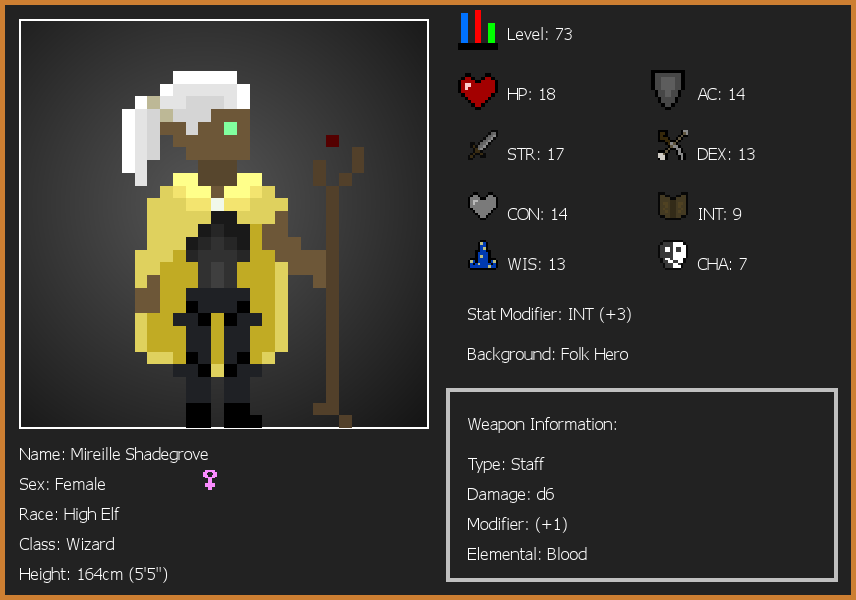 Level: 73
HP: 18
AC: 14
STR: 17
DEX: 13
CON: 14
INT: 9
WIS: 13
CHA: 7
Stat Modifier: INT (+3)
Background: Folk Hero
Weapon Information:
Type: Staff
Damage: d6
Modifier: (+1)
Elemental: Blood
Name: Mireille Shadegrove
Sex: Female
Race: High Elf
Class: Wizard
Height: 164cm (5'5")